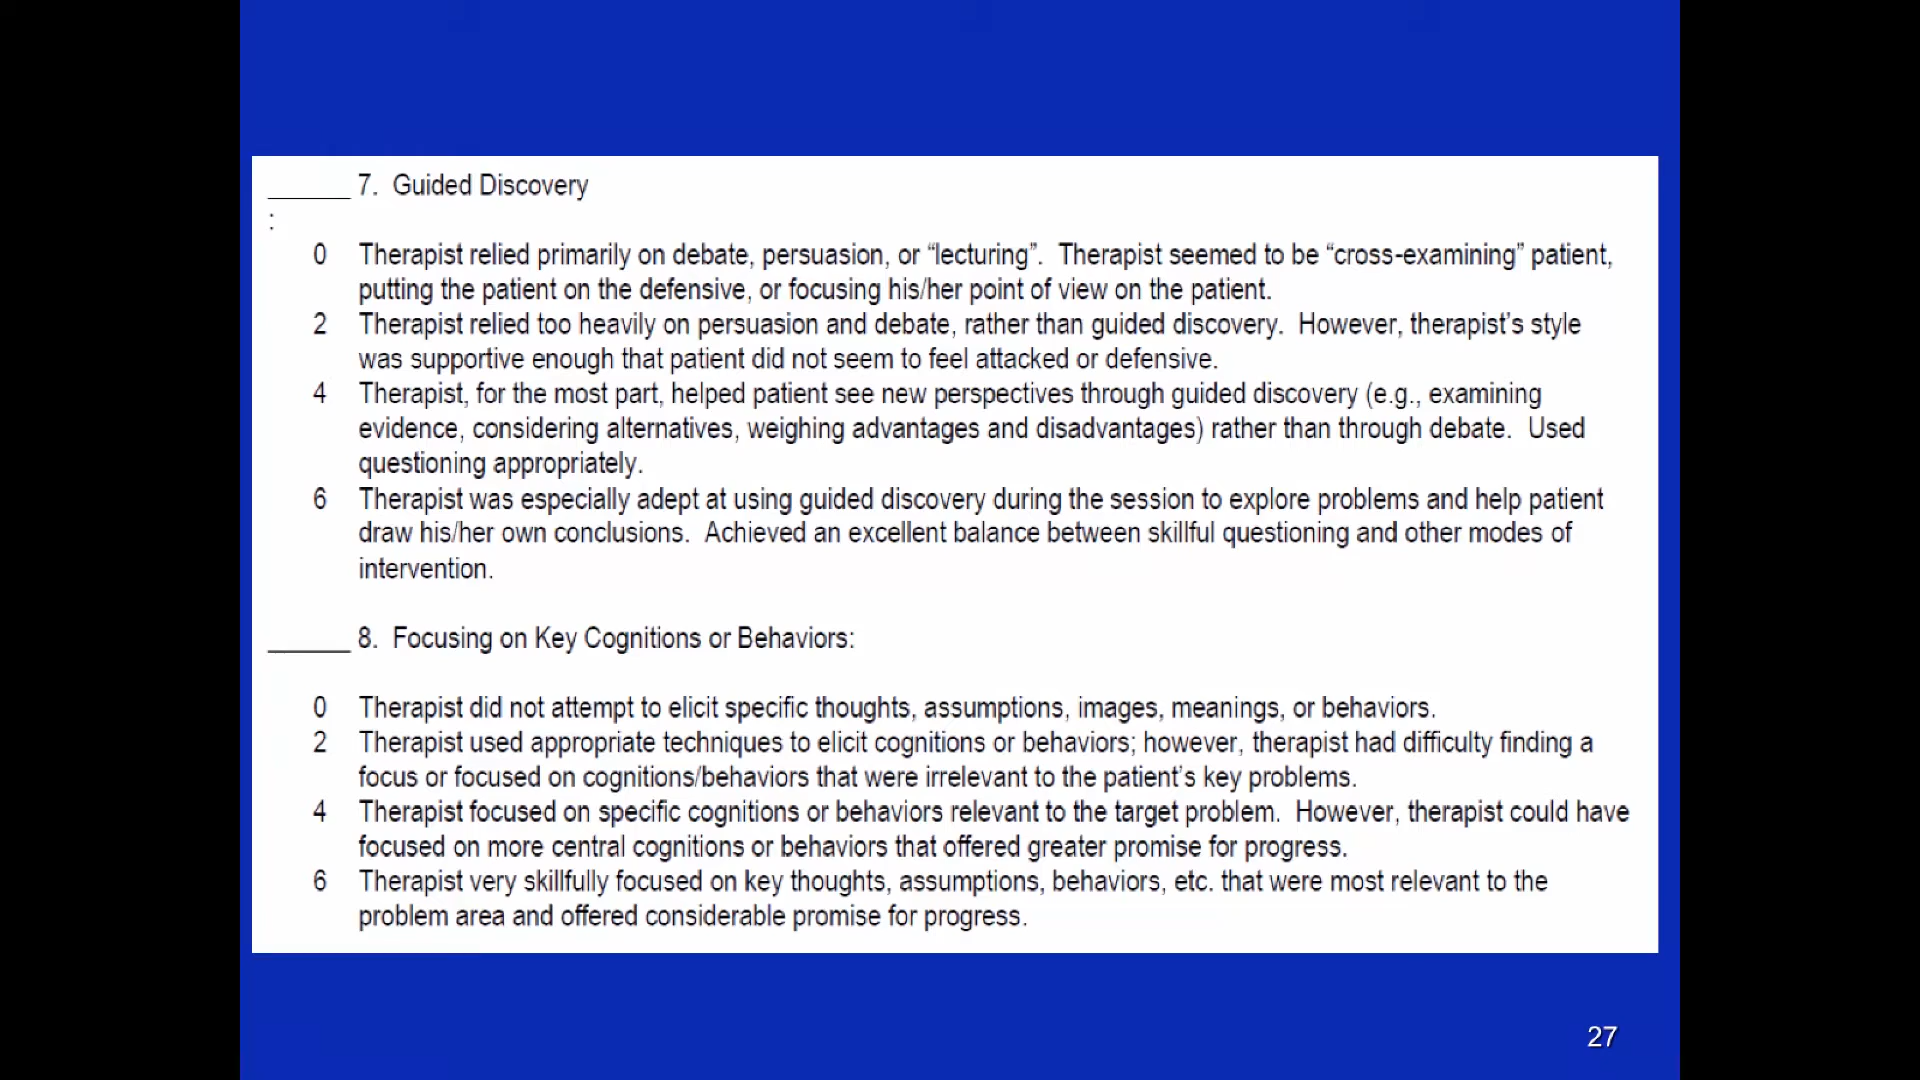 ______ 7. Guided Discovery
:
0 Therapist relied primarily on debate, persuasion, or “lecturing”. Therapist seemed to be “cross-examining” patient,
putting the patient on the defensive, or focusing his/her point of view on the patient.
2 Therapist relied too heavily on persuasion and debate, rather than guided discovery. However, therapist’s style
was supportive enough that patient did not seem to feel attacked or defensive.
4 Therapist, for the most part, helped patient see new perspectives through guided discovery (e.g., examining
evidence, considering alternatives, weighing advantages and disadvantages) rather than through debate. Used
questioning appropriately.
6 Therapist was especially adept at using guided discovery during the session to explore problems and help patient
draw his/her own conclusions. Achieved an excellent balance between skillful questioning and other modes of
intervention.
______ 8. Focusing on Key Cognitions or Behaviors:
0 Therapist did not attempt to elicit specific thoughts, assumptions, images, meanings, or behaviors.
2 Therapist used appropriate techniques to elicit cognitions or behaviors; however, therapist had difficulty finding a
focus or focused on cognitions/behaviors that were irrelevant to the patient’s key problems.
4 Therapist focused on specific cognitions or behaviors relevant to the target problem. However, therapist could have
focused on more central cognitions or behaviors that offered greater promise for progress.
6 Therapist very skillfully focused on key thoughts, assumptions, behaviors, etc. that were most relevant to the
problem area and offered considerable promise for progress.
27